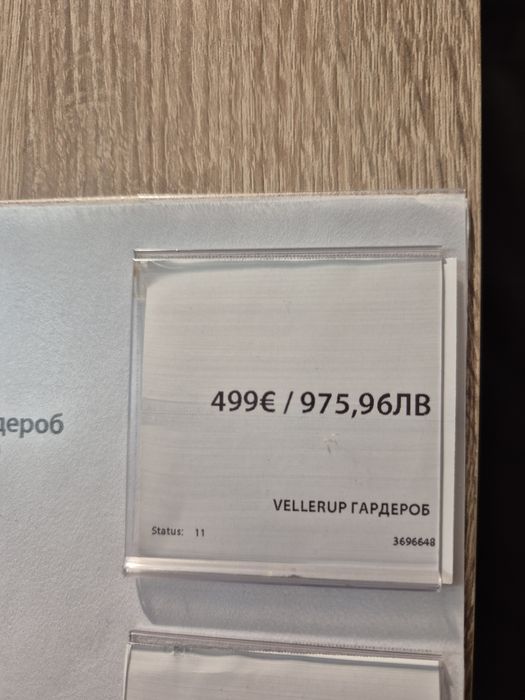 499€ / 975,96ЛВ
дероб
VELLERUP ГАРДЕРОБ
Status: 11
3696648